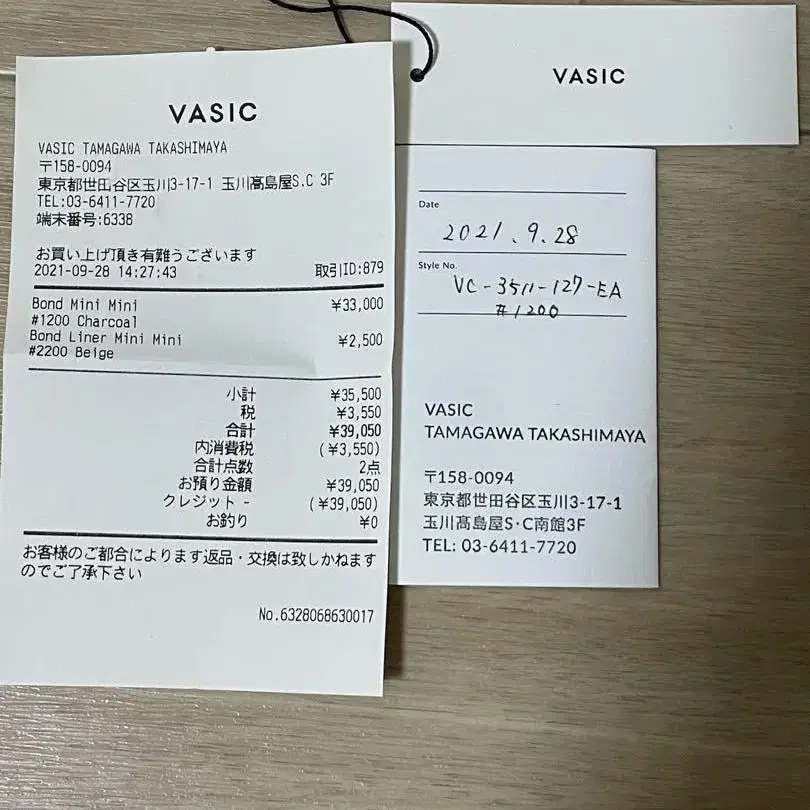 VASIC
VASIC TAMAGAWA TAKASHIMAYA
〒158-0094
東京都世田谷区玉川3-17-1 玉川髙島屋S.C 3F
TEL:03-6411-7720
端末番号:6338
お買い上げ頂き有難うございます
2021-09-28 14:27:43 取引ID:879
Bond Mini Mini ¥33,000
#1200 Charcoal
Bond Liner Mini Mini ¥2,500
#2200 Beige
小計 ¥35,500
税 ¥3,550
合計 ¥39,050
内消費税 (¥3,550)
合計点数 2点
お預り金額 ¥39,050
クレジット - (¥39,050)
お釣り ¥0
お客様のご都合によります返品・交換は致しかねます
のでご了承下さい
No.6328068630017
VASIC
Date
2021.9.28
Style No.
VC-3511-127-EA
#1200
VASIC
TAMAGAWA TAKASHIMAYA
〒158-0094
東京都世田谷区玉川3-17-1
玉川髙島屋S・C南館3F
TEL: 03-6411-7720